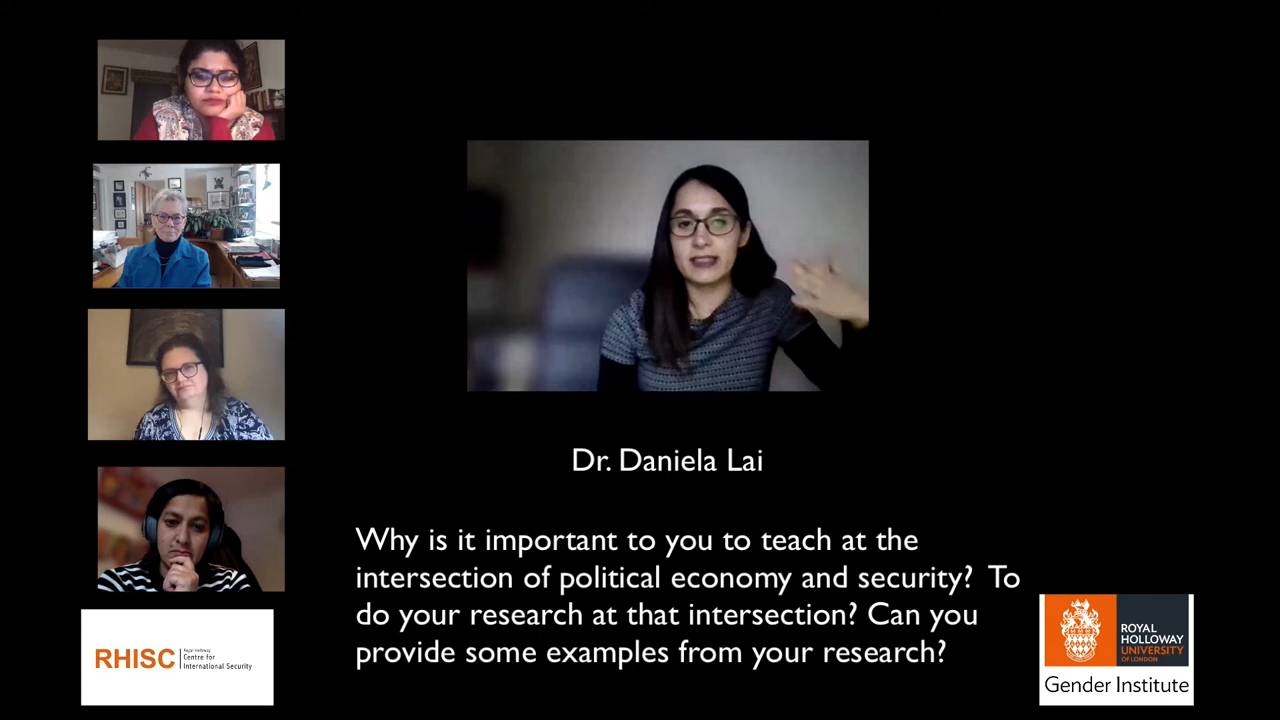 Dr. Daniela Lai
Why is it important to you to teach at the
intersection of political economy and security? To
do your research at that intersection? Can you
provide some examples from your research?
RHISC
Royal Holloway
Centre for
International Security
ROYAL
HOLLOWAY
UNIVERSITY
OF LONDON
Gender Institute